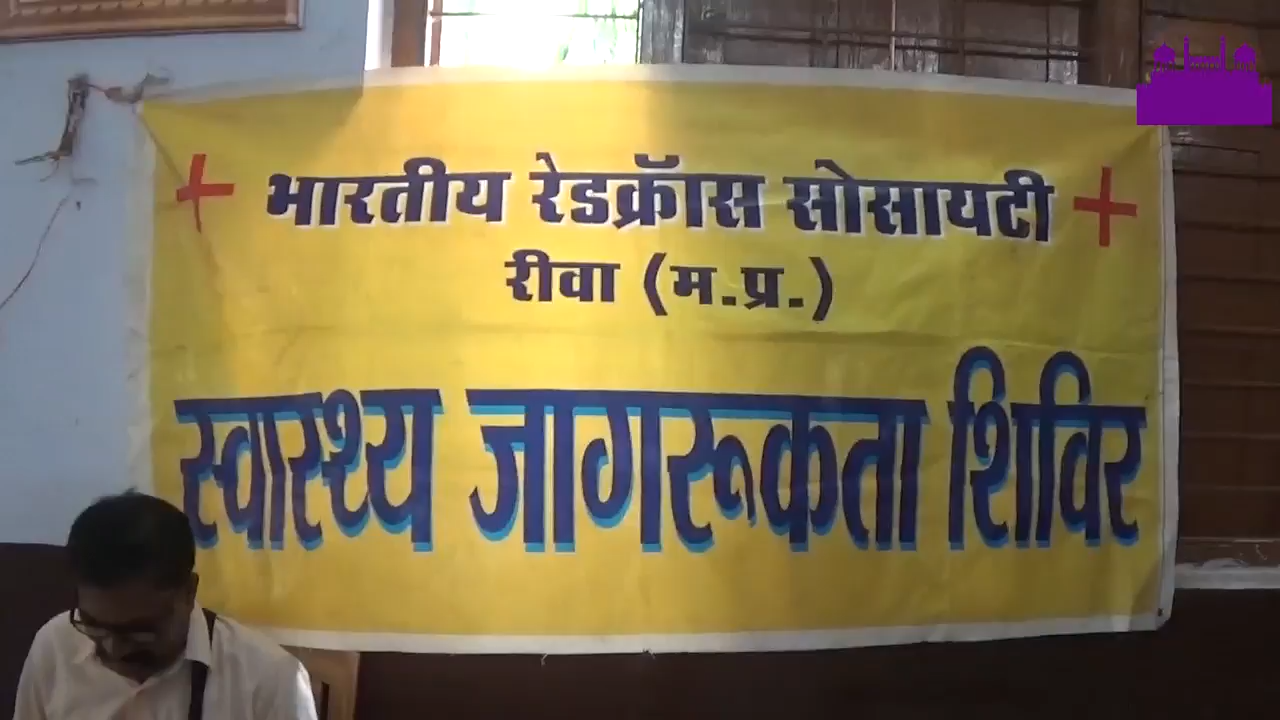 भारतीय रेडक्रॅास सोसायटी
रीवा (म.प्र.)
स्वास्थ्य जागरूकता शिविर